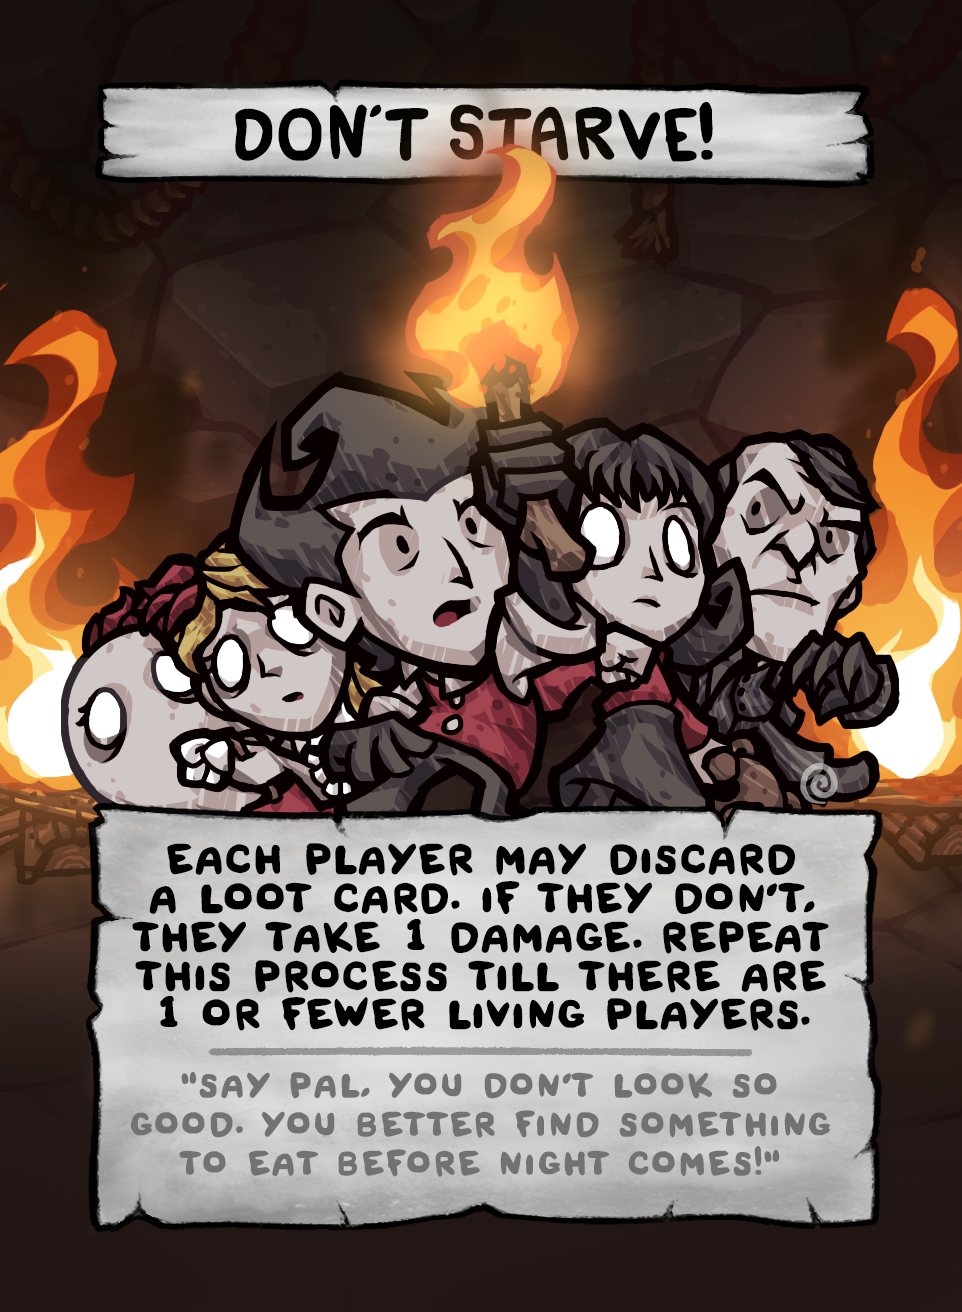 DON'T STARVE!
EACH PLAYER MAY DISCARD
A LOOT CARD. IF THEY DON'T,
THEY TAKE 1 DAMAGE. REPEAT
THIS PROCESS TILL THERE ARE
1 OR FEWER LIVING PLAYERS.
"SAY PAL, YOU DON'T LOOK SO
GOOD. YOU BETTER FIND SOMETHING
TO EAT BEFORE NIGHT COMES!"